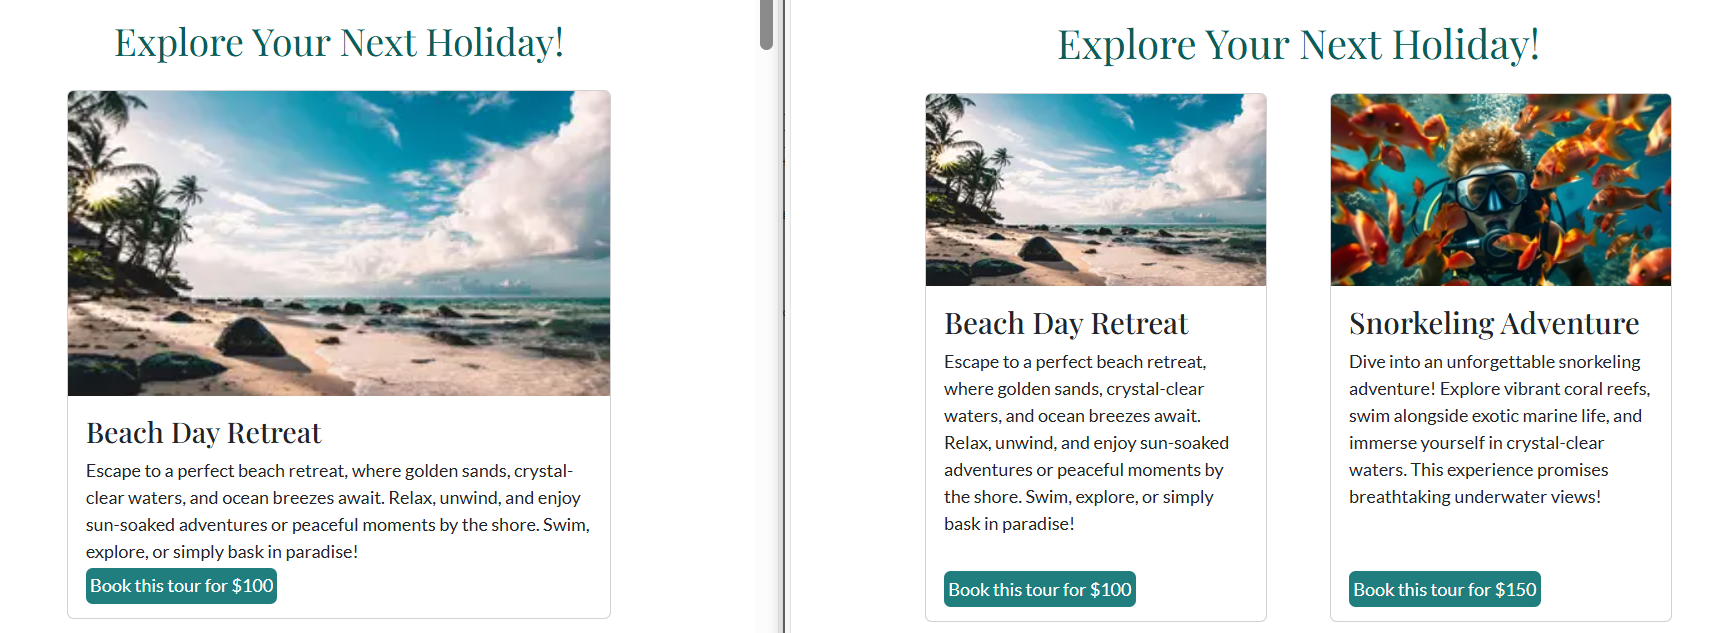 Explore Your Next Holiday!
Beach Day Retreat
Escape to a perfect beach retreat, where golden sands, crystal-
clear waters, and ocean breezes await. Relax, unwind, and enjoy
sun-soaked adventures or peaceful moments by the shore. Swim,
explore, or simply bask in paradise!
Book this tour for $100
Explore Your Next Holiday!
Beach Day Retreat
Escape to a perfect beach retreat,
where golden sands, crystal-clear
waters, and ocean breezes await.
Relax, unwind, and enjoy sun-soaked
adventures or peaceful moments by
the shore. Swim, explore, or simply
bask in paradise!
Book this tour for $100
Snorkeling Adventure
Dive into an unforgettable snorkeling
adventure! Explore vibrant coral reefs,
swim alongside exotic marine life, and
immerse yourself in crystal-clear
waters. This experience promises
breathtaking underwater views!
Book this tour for $150